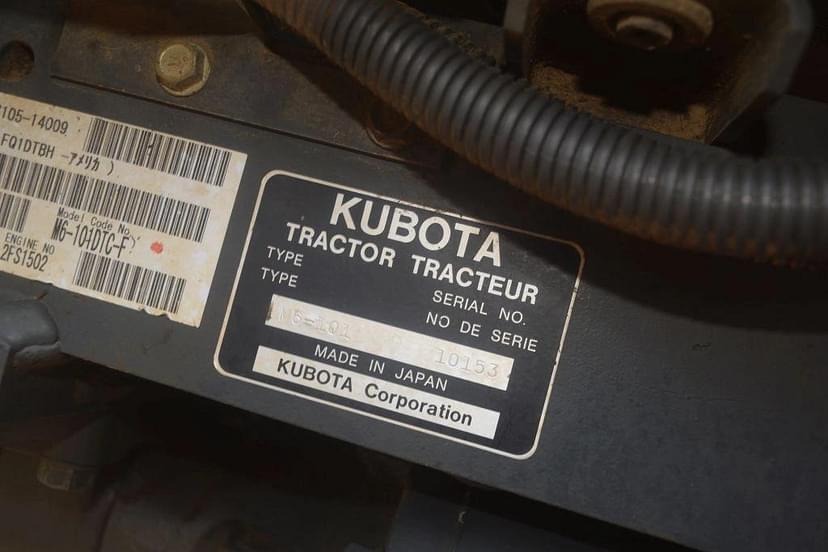 105-14009
FQ1DTBH -アメリカ )
Model Code No.
M6-101DTC-F
ENGINE NO
2FS1502
KUBOTA
TRACTOR TRACTEUR
TYPE
TYPE
SERIAL NO.
NO DE SERIE
M6-101 10153
MADE IN JAPAN
KUBOTA Corporation